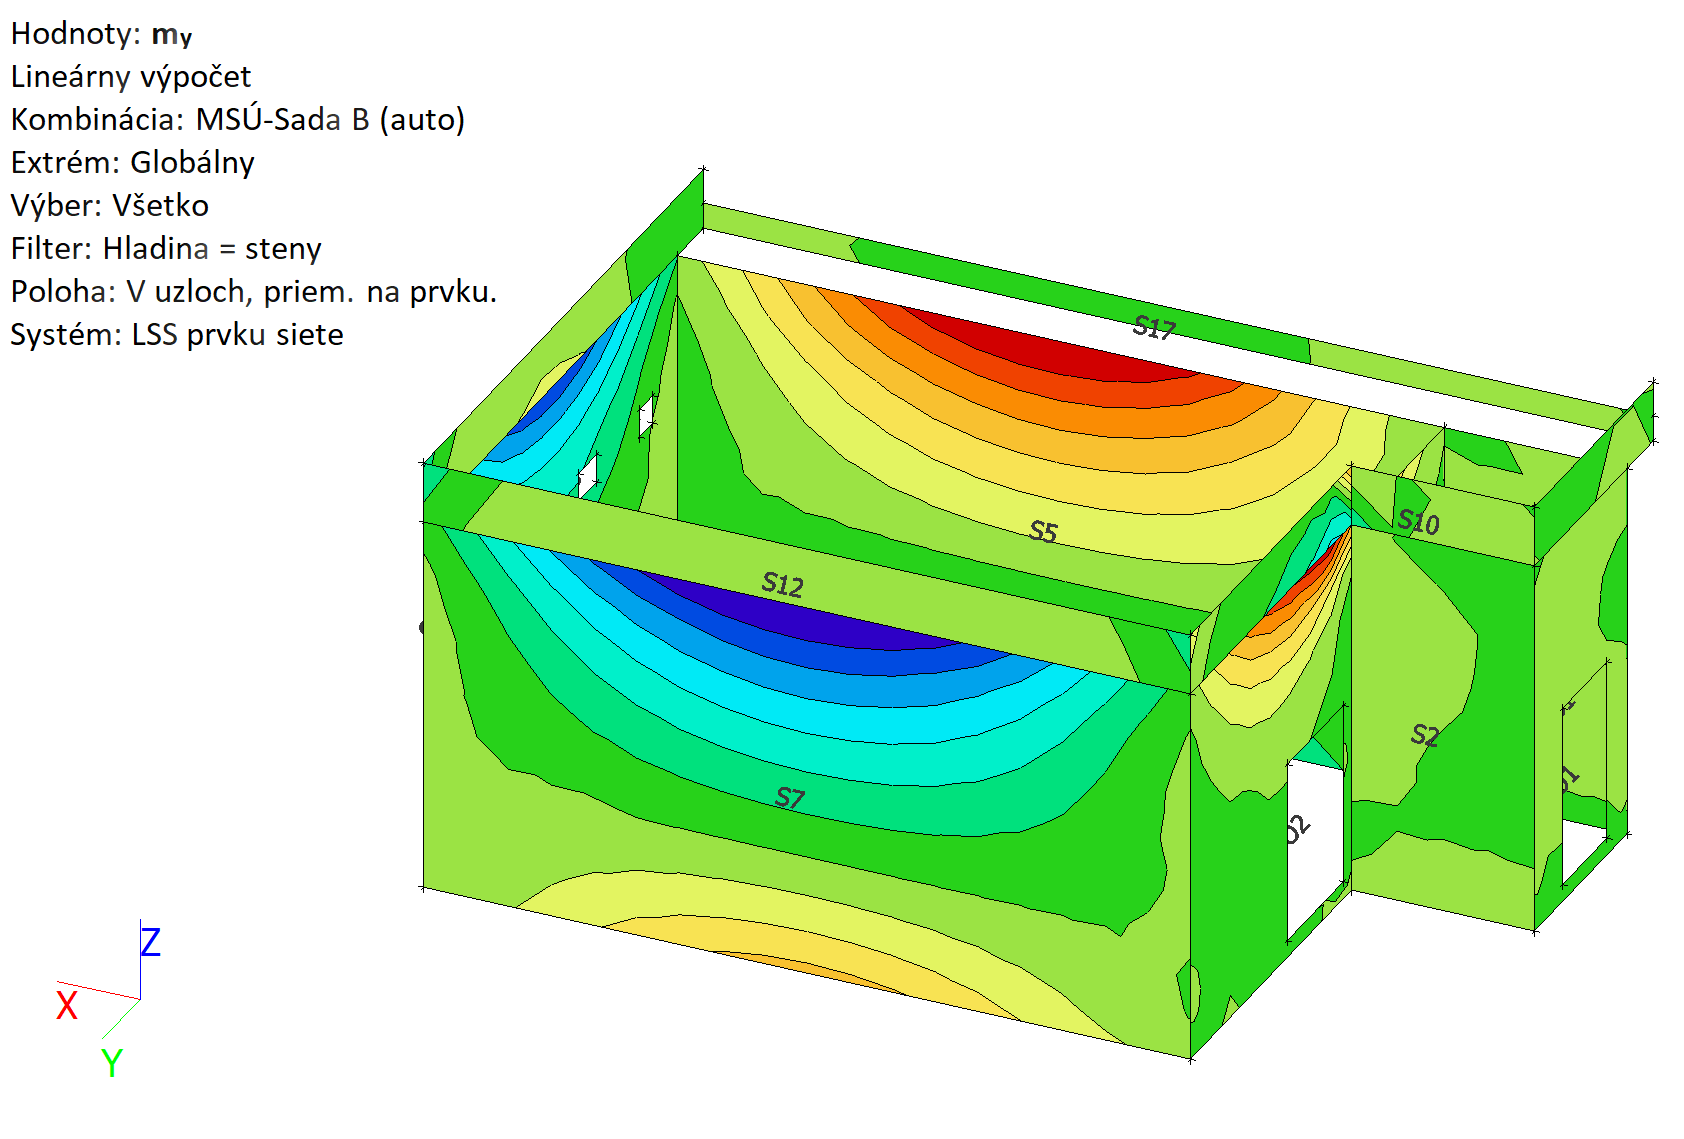 Hodnoty: my
Lineárny výpočet
Kombinácia: MSÚ-Sada B (auto)
Extrém: Globálny
Výber: Všetko
Filter: Hladina = steny
Poloha: V uzloch, priem. na prvku.
Systém: LSS prvku siete
S17
S5
S10
S12
S2
S7
Z
X
Y